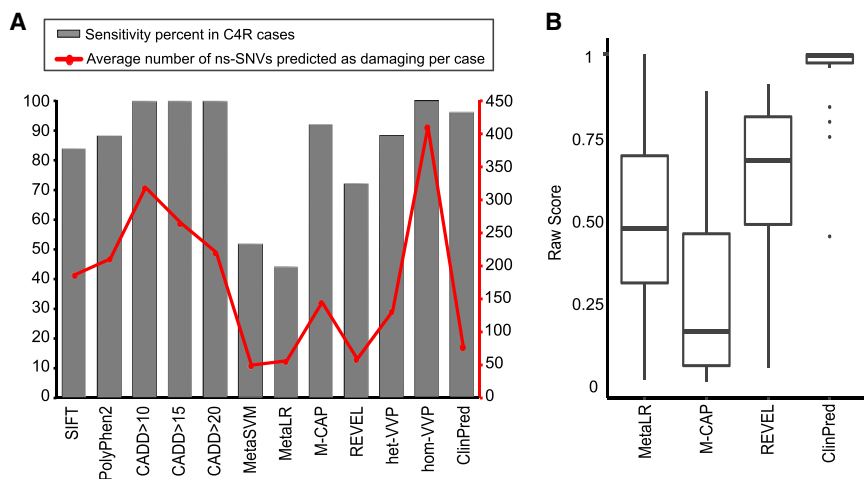 A
Sensitivity percent in C4R cases
Average number of ns-SNVs predicted as damaging per case
100
90
80
70
60
50
40
30
20
10
0
450
400
350
300
250
200
150
100
50
0
SIFT
PolyPhen2
CADD>10
CADD>15
CADD>20
MetaSVM
MetaLR
M-CAP
REVEL
het-VVP
hom-VVP
ClinPred
B
Raw Score
1
0.75
0.50
0.25
0
MetaLR
M-CAP
REVEL
ClinPred